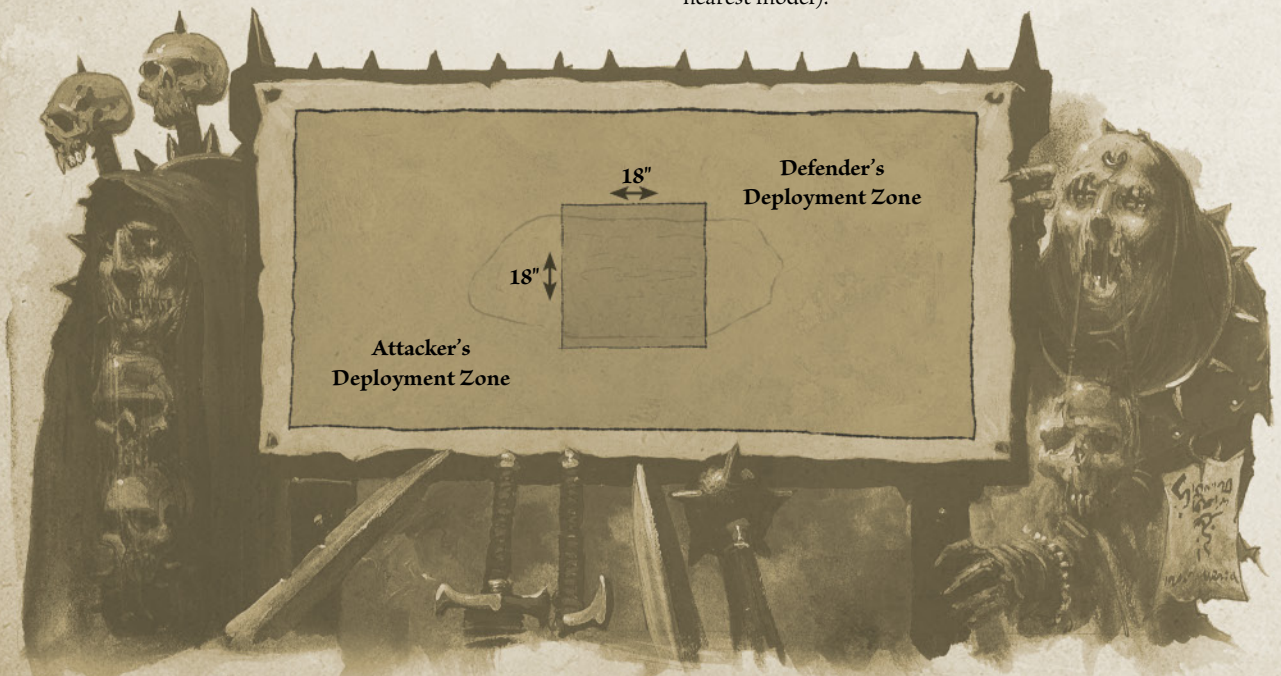 nearest model).
18"
Defender's
Deployment Zone
18"
Attacker's
Deployment Zone